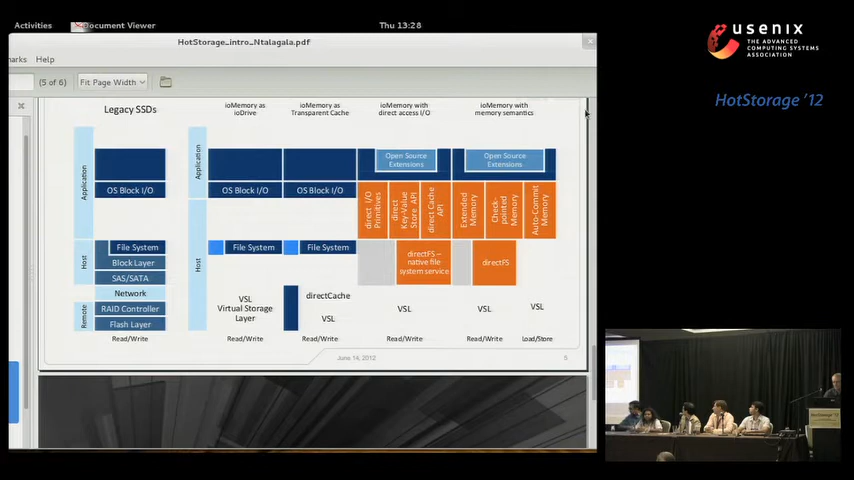 Activities
Document Viewer
Thu 13:28
usenix
THE ADVANCED
COMPUTING SYSTEMS
ASSOCIATION
HotStorage '12
HotStorage_intro_Ntalagala.pdf
marks
Help
(5 of 6)
Fit Page Width
Legacy SSDs
ioMemory as
ioDrive
ioMemory as
Transparent Cache
ioMemory with
direct access I/O
ioMemory with
memory semantics
Application
OS Block I/O
File System
Host
Block Layer
SAS/SATA
Network
Remote
RAID Controller
Flash Layer
Read/Write
Application
Host
OS Block I/O
File System
VSL
Virtual Storage
Layer
Read/Write
OS Block I/O
File System
directCache
VSL
Read/Write
Open Source
Extensions
direct I/O
Primitives
direct
Key-Value
Store API
direct Cache
API
directFS –
native file
system service
VSL
Read/Write
Open Source
Extensions
Extended
Memory
Check-
pointed
Memory
Auto-Commit
Memory
directFS
VSL
Read/Write
VSL
Load/Store
June 14, 2012
5